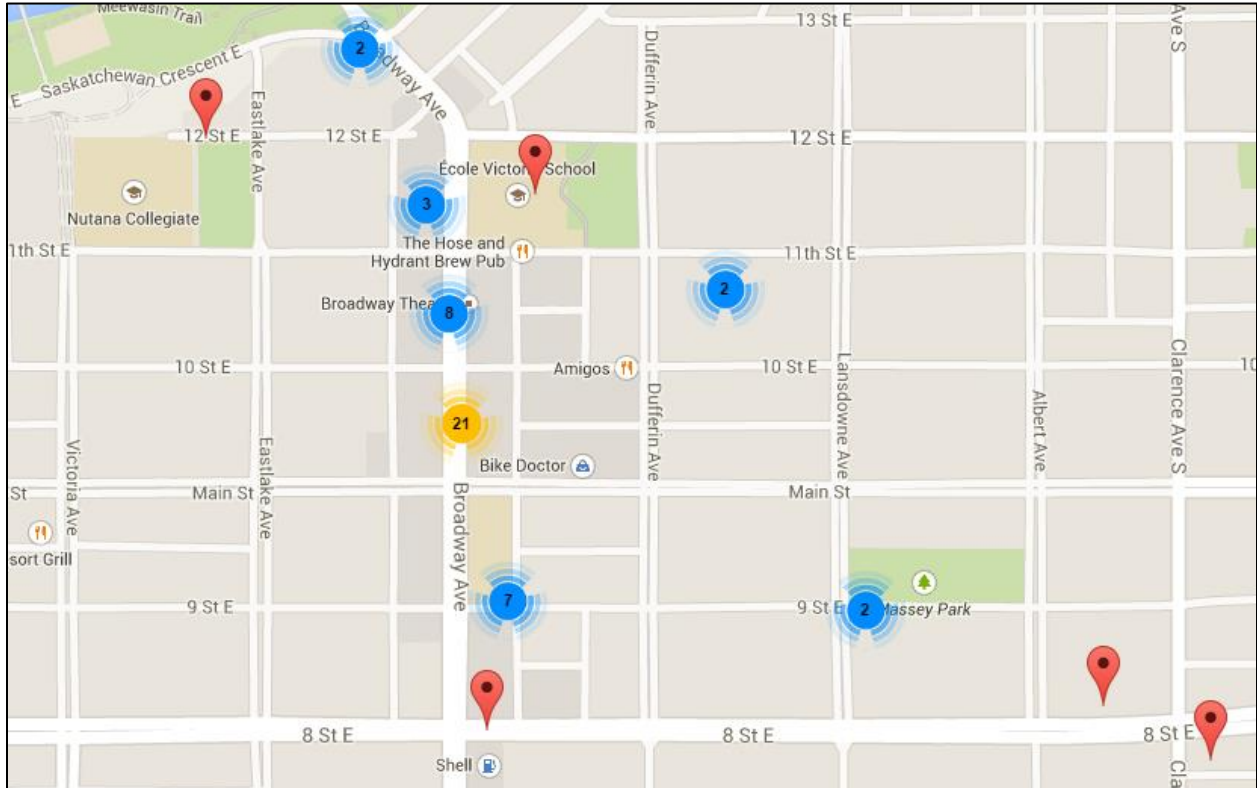 Meewasin Trail
13 St E
Ave S
2
Broadway Ave
Dufferin Ave
E Saskatchewan Crescent E
Eastlake Ave
12 St E
12 St E
12 St E
École Victoria School
3
Nutana Collegiate
1th St E
The Hose and
Hydrant Brew Pub
11th St E
2
Broadway Thea
8
10 St E
Amigos
10 St E
10
Lansdowne Ave
Clarence Ave S
21
Dufferin Ave
Albert Ave
Victoria Ave
Eastlake Ave
Bike Doctor
St
Main St
Broadway Ave
Main St
sort Grill
7
9 St E
9 St E
2
Massey Park
8 St E
8 St E
8 St E
Shell
Cla